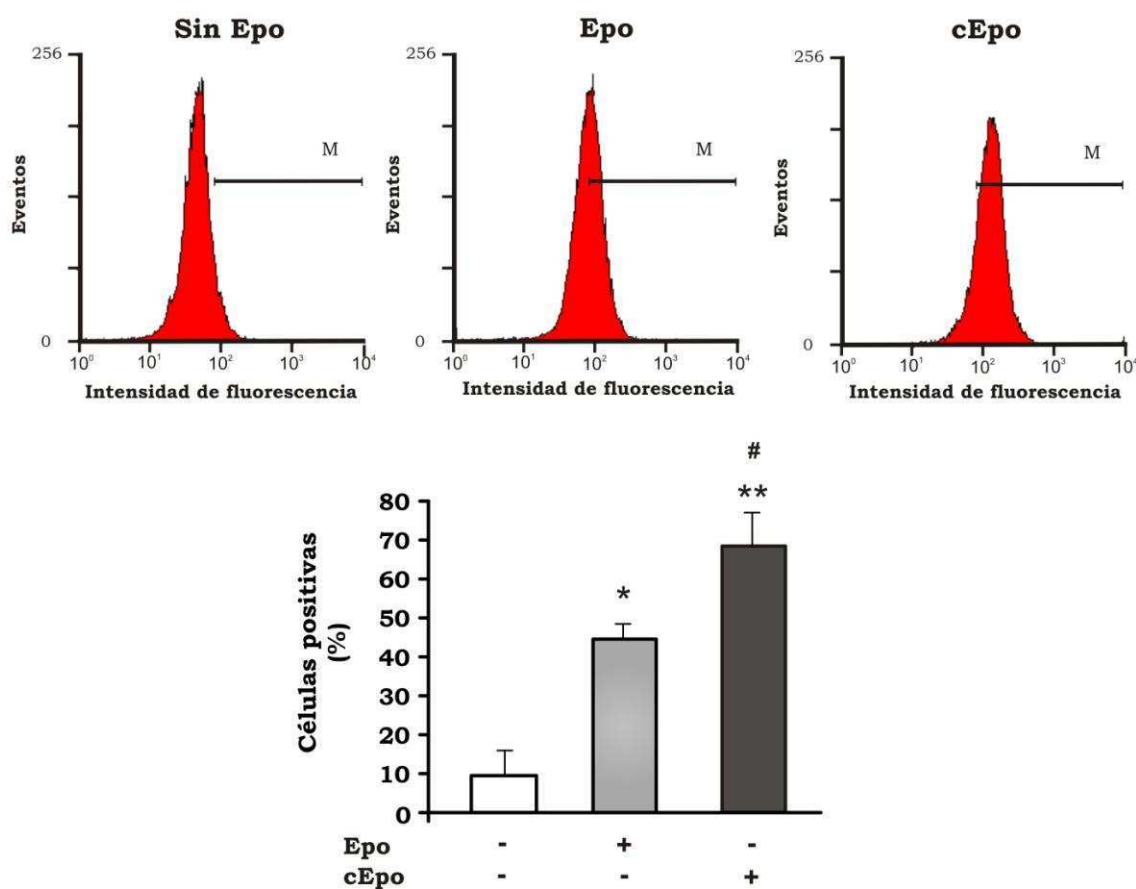 Sin Epo
Epo
cEpo
256
256
256
M
M
M
Eventos
Eventos
Eventos
0
0
0
10⁰ 10¹ 10² 10³ 10⁴
10⁰ 10¹ 10² 10³ 10⁴
10⁰ 10¹ 10² 10³ 10⁴
Intensidad de fluorescencia
Intensidad de fluorescencia
Intensidad de fluorescencia
#
**
*
80
70
60
50
40
30
20
10
0
Células positivas
(%)
Epo - + -
cEpo - - +